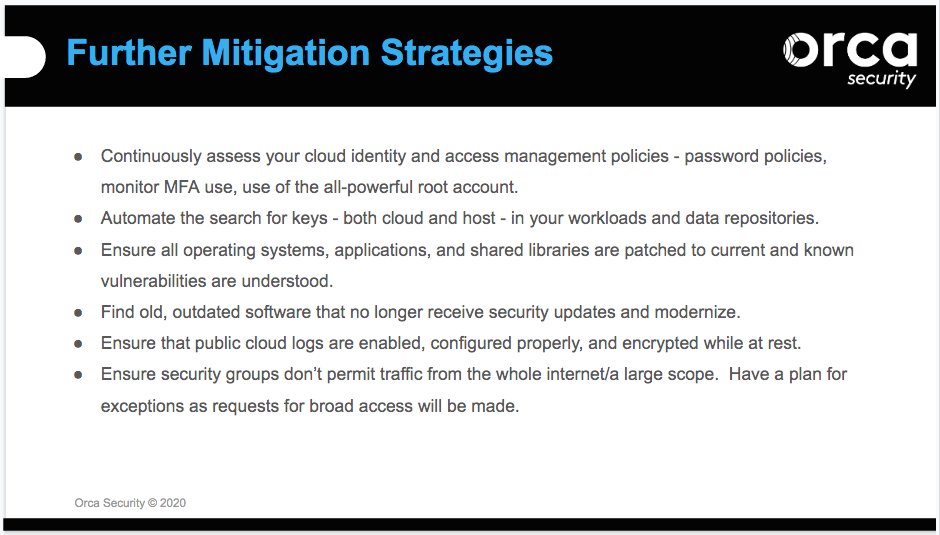 Further Mitigation Strategies
orca
security
● Continuously assess your cloud identity and access management policies - password policies,
monitor MFA use, use of the all-powerful root account.
● Automate the search for keys - both cloud and host - in your workloads and data repositories.
● Ensure all operating systems, applications, and shared libraries are patched to current and known
vulnerabilities are understood.
● Find old, outdated software that no longer receive security updates and modernize.
● Ensure that public cloud logs are enabled, configured properly, and encrypted while at rest.
● Ensure security groups don’t permit traffic from the whole internet/a large scope.  Have a plan for
exceptions as requests for broad access will be made.
Orca Security © 2020